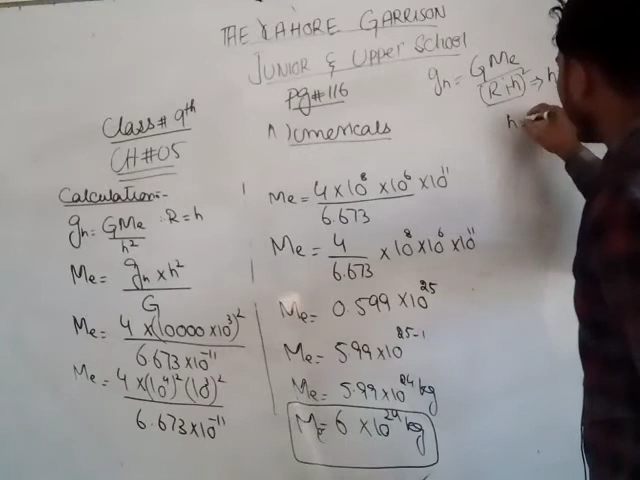 THE LAHORE GARRISON
JUNIOR & Upper School
Pg#116
Numericals
gh = GMe/(R+h)² ⇒ h
h
Class# 9th
CH#05
Calculation:-
gh = GMe/h² : R = h
Me = gh × h²/G
Me = 4 × (10000 × 10³)²/6.673 × 10⁻¹¹
Me = 4 × (10⁴)² (10³)²/6.673 × 10⁻¹¹
Me = 4 × 10⁸ × 10⁶ × 10¹¹/6.673
Me = 4/6.673 × 10⁸ × 10⁶ × 10¹¹
Me = 0.599 × 10²⁵
Me = 5.99 × 10²⁵⁻¹
Me = 5.99 × 10²⁴ kg
Me = 6 × 10²⁴ kg